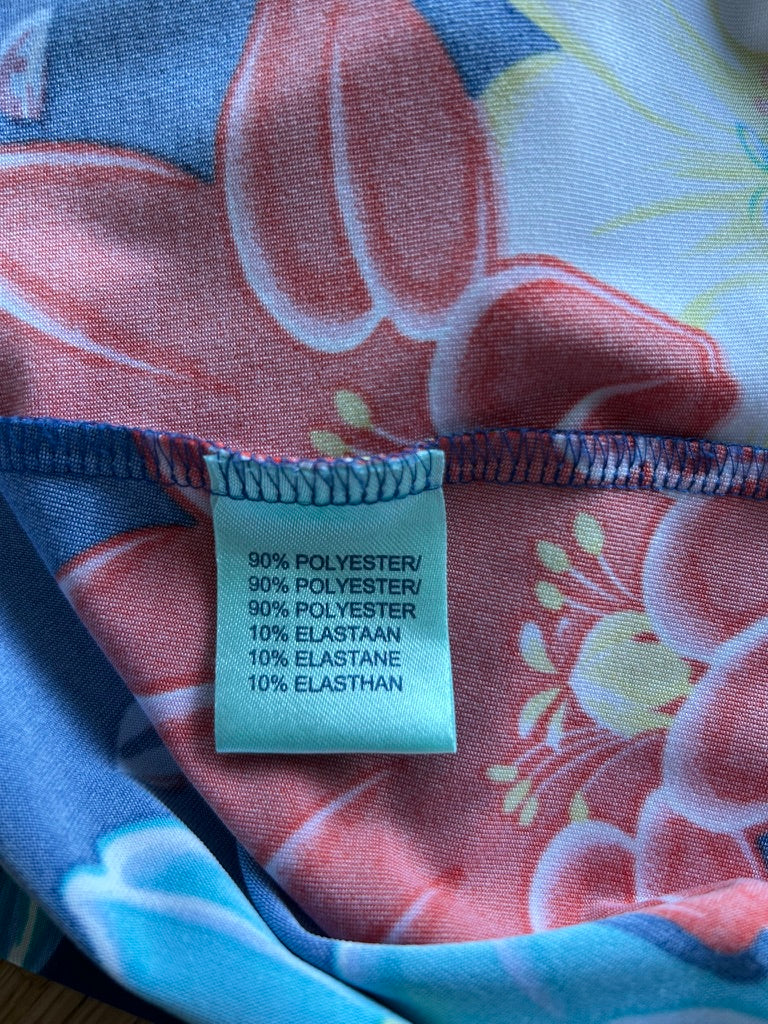 90% POLYESTER/
90% POLYESTER/
90% POLYESTER
10% ELASTAAN
10% ELASTANE
10% ELASTHAN